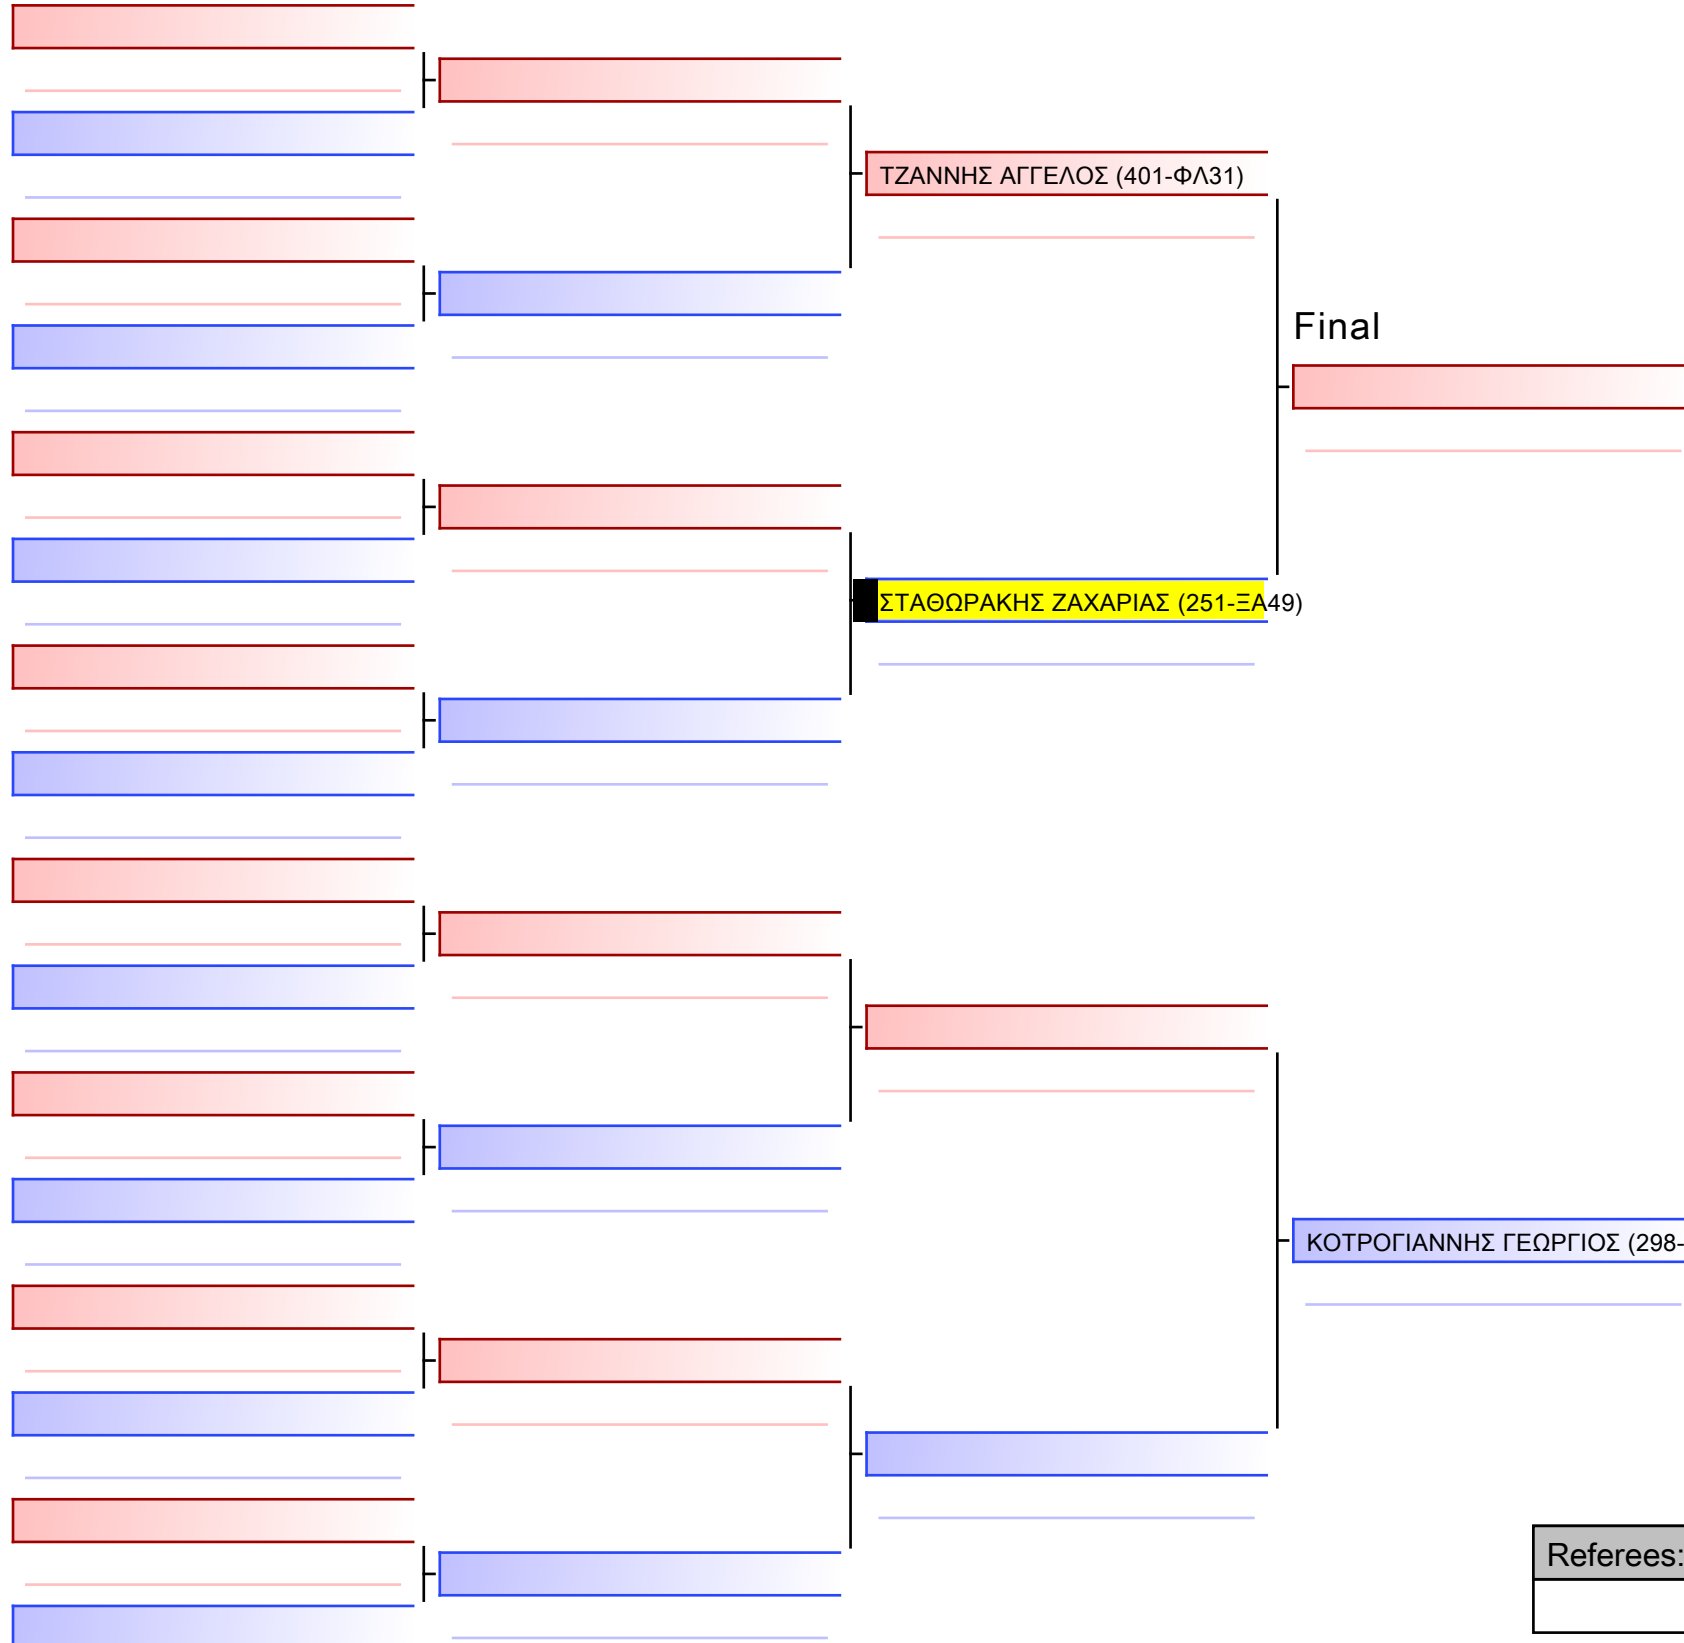 ΤΖΑΝΝΗΣ ΑΓΓΕΛΟΣ (401-ΦΛ31)
Final
ΣΤΑΘΩΡΑΚΗΣ ΖΑΧΑΡΙΑΣ (251-ΞΑ49)
ΚΟΤΡΟΓΙΑΝΝΗΣ ΓΕΩΡΓΙΟΣ (298-
Referees: